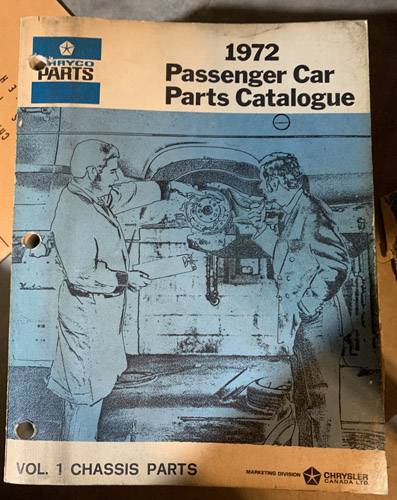 CHRYCO
PARTS
1972
Passenger Car
Parts Catalogue
VOL. 1 CHASSIS PARTS
MARKETING DIVISION
CHRYSLER
CANADA LTD.